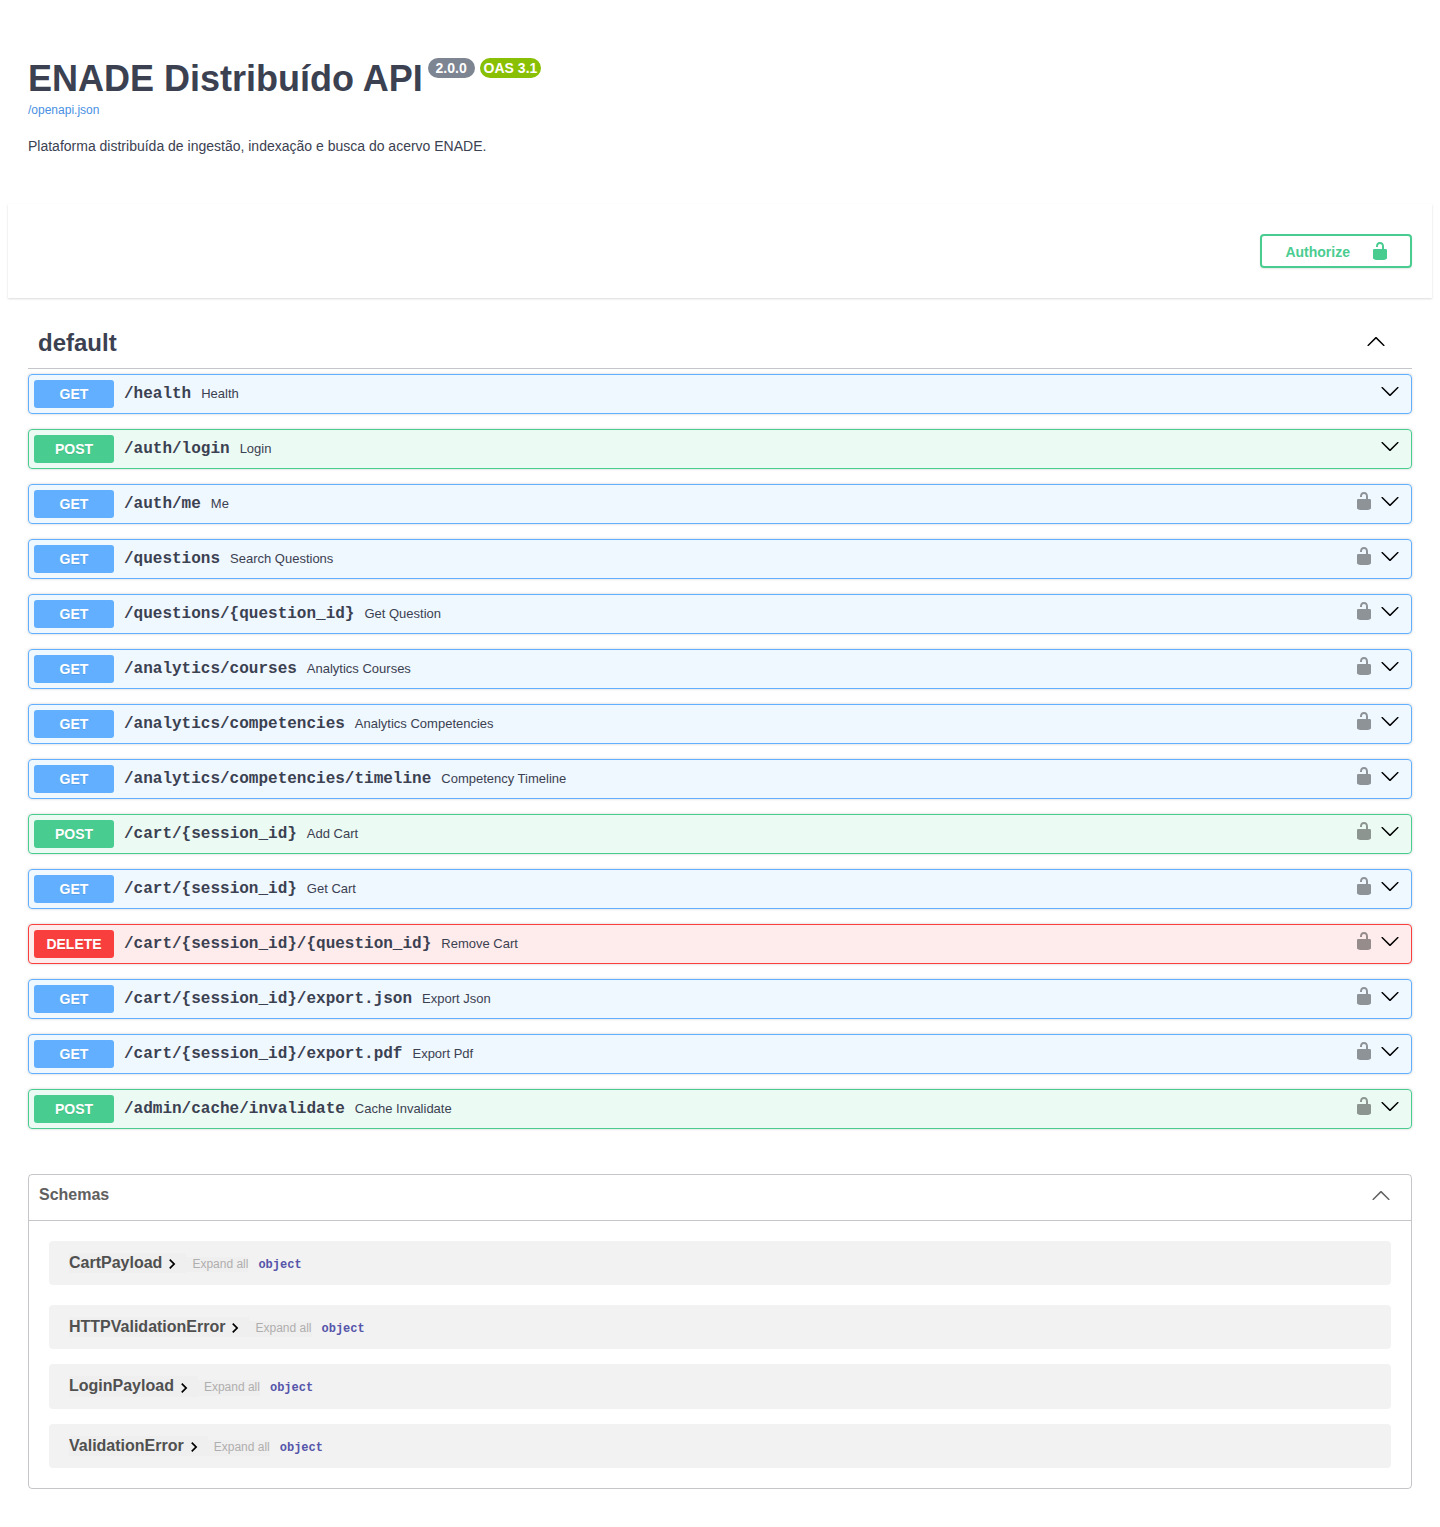 ENADE Distribuído API 2.0.0 OAS 3.1
/openapi.json
Plataforma distribuída de ingestão, indexação e busca do acervo ENADE.
Authorize
default
GET /health Health
POST /auth/login Login
GET /auth/me Me
GET /questions Search Questions
GET /questions/{question_id} Get Question
GET /analytics/courses Analytics Courses
GET /analytics/competencies Analytics Competencies
GET /analytics/competencies/timeline Competency Timeline
POST /cart/{session_id} Add Cart
GET /cart/{session_id} Get Cart
DELETE /cart/{session_id}/{question_id} Remove Cart
GET /cart/{session_id}/export.json Export Json
GET /cart/{session_id}/export.pdf Export Pdf
POST /admin/cache/invalidate Cache Invalidate
Schemas
CartPayload Expand all object
HTTPValidationError Expand all object
LoginPayload Expand all object
ValidationError Expand all object